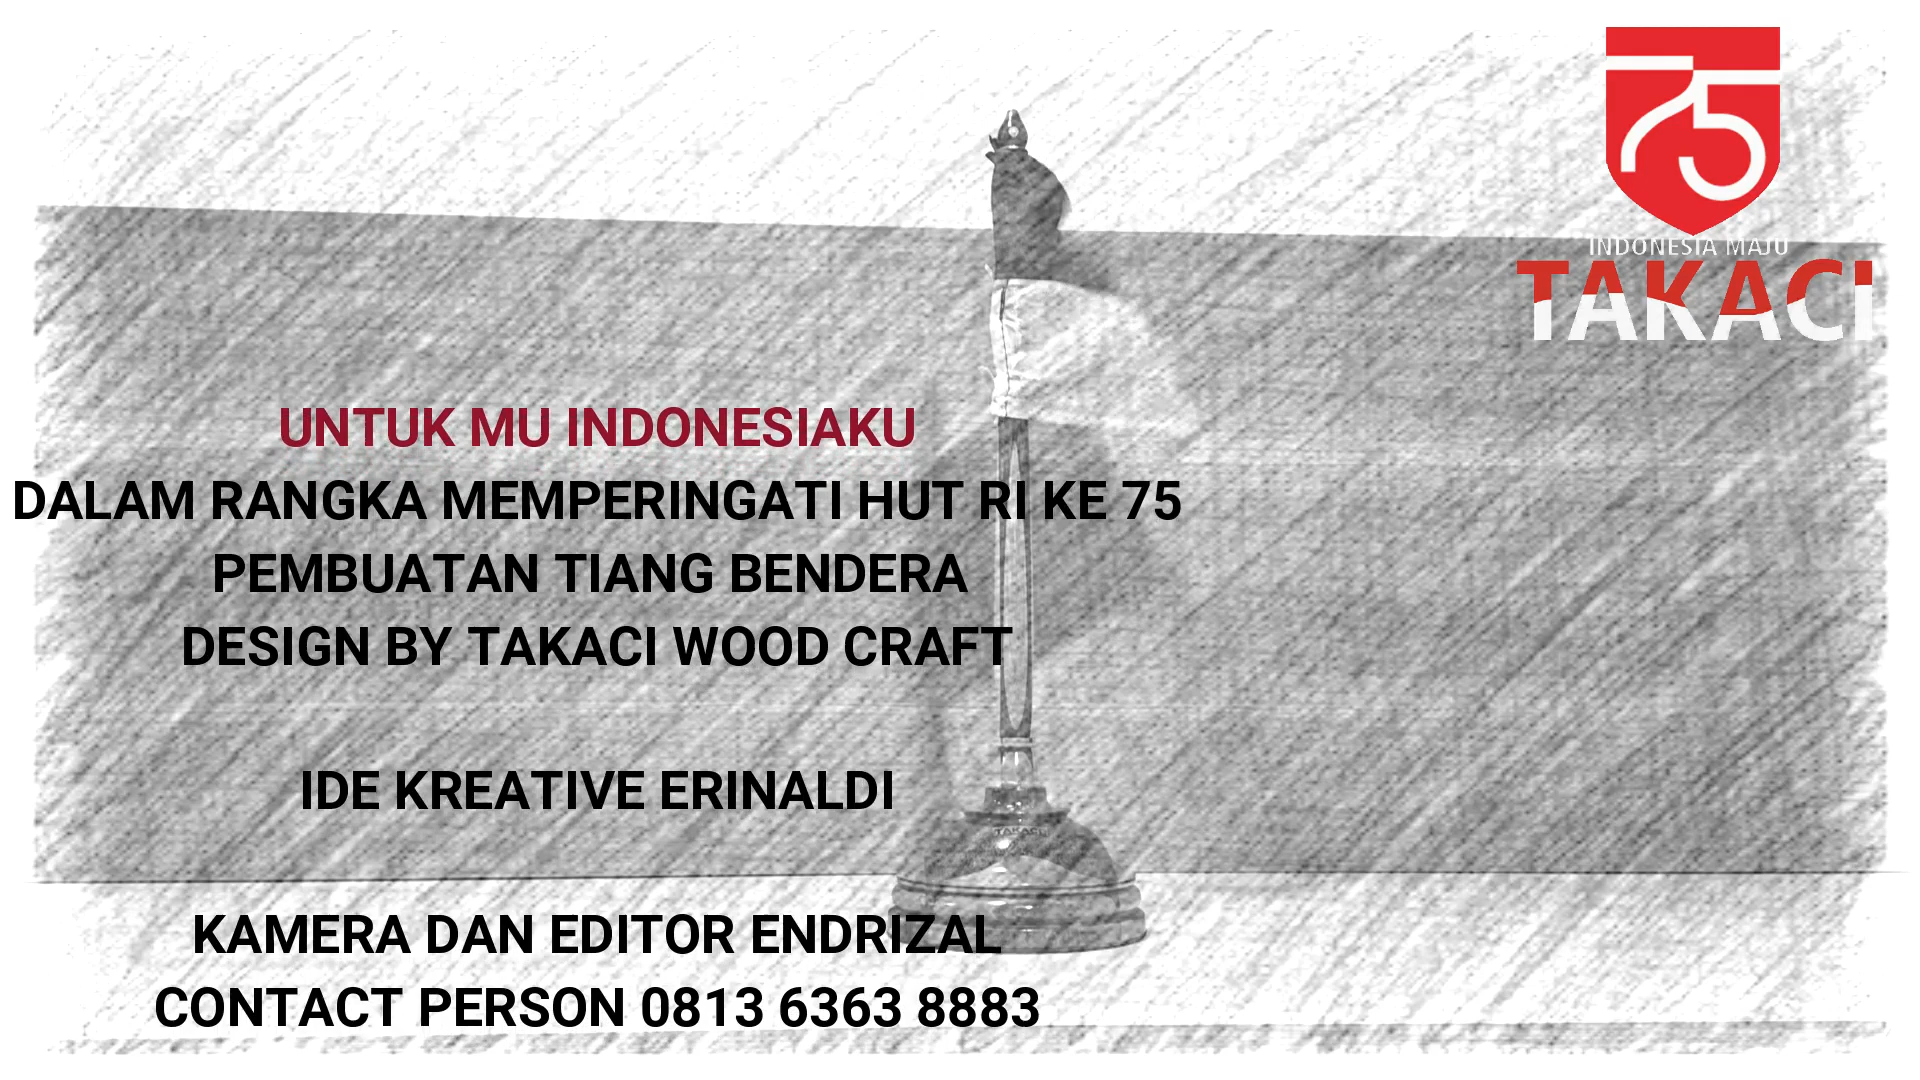 75
INDONESIA MAJU
TAKACI
UNTUK MU INDONESIAKU
DALAM RANGKA MEMPERINGATI HUT RI KE 75
PEMBUATAN TIANG BENDERA
DESIGN BY TAKACI WOOD CRAFT
IDE KREATIVE ERINALDI
TAKACI
KAMERA DAN EDITOR ENDRIZAL
CONTACT PERSON 0813 6363 8883